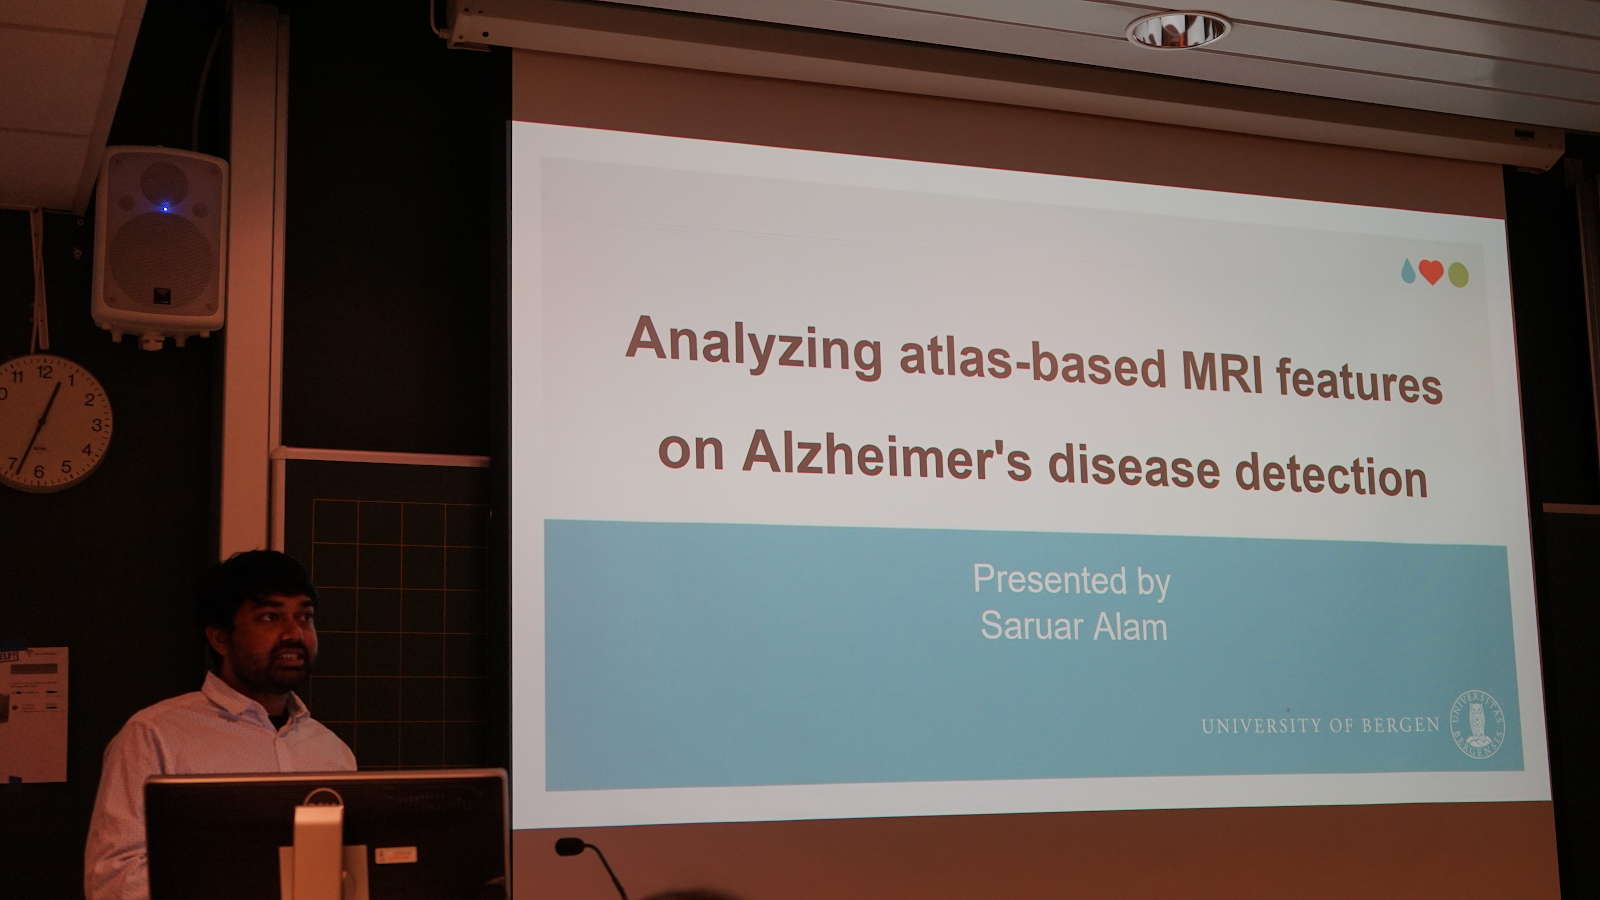 Analyzing atlas-based MRI features
on Alzheimer's disease detection
Presented by
Saruar Alam
UNIVERSITY OF BERGEN
UNIVERSITAS BERGENSIS
11 12 1
2
3
5
6
7